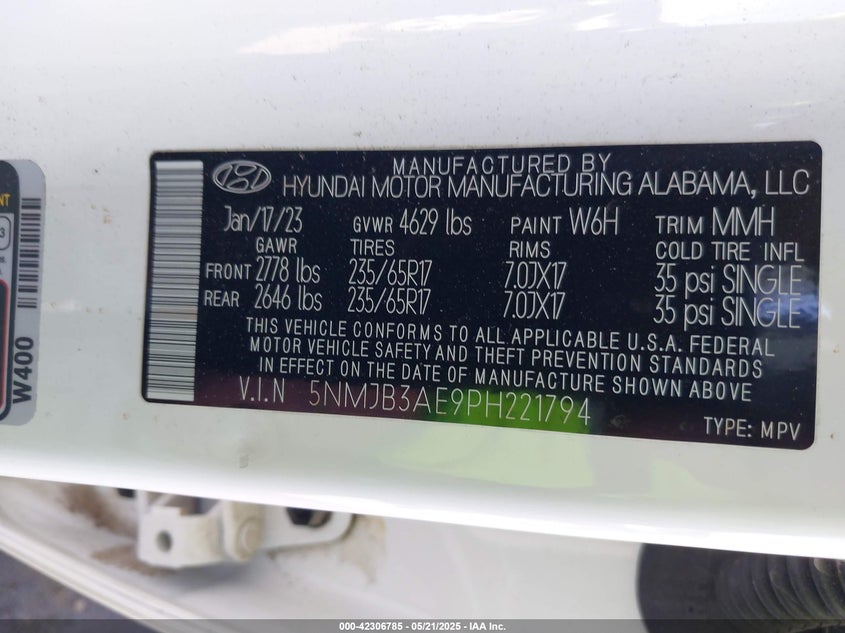 MANUFACTURED BY
HYUNDAI MOTOR MANUFACTURING ALABAMA, LLC
Jan/17/23 GVWR 4629 lbs PAINT W6H TRIM MMH
GAWR TIRES RIMS COLD TIRE INFL
FRONT 2778 lbs 235/65R17 7.0JX17 35 psi SINGLE
REAR 2646 lbs 235/65R17 7.0JX17 35 psi SINGLE
THIS VEHICLE CONFORMS TO ALL APPLICABLE U.S.A. FEDERAL
MOTOR VEHICLE SAFETY AND THEFT PREVENTION STANDARDS
IN EFFECT ON THE DATE OF MANUFACTURE SHOWN ABOVE
V.I.N 5NMJB3AE9PH221794
TYPE: MPV
W400
000-42306785 - 05/21/2025 - IAA Inc.